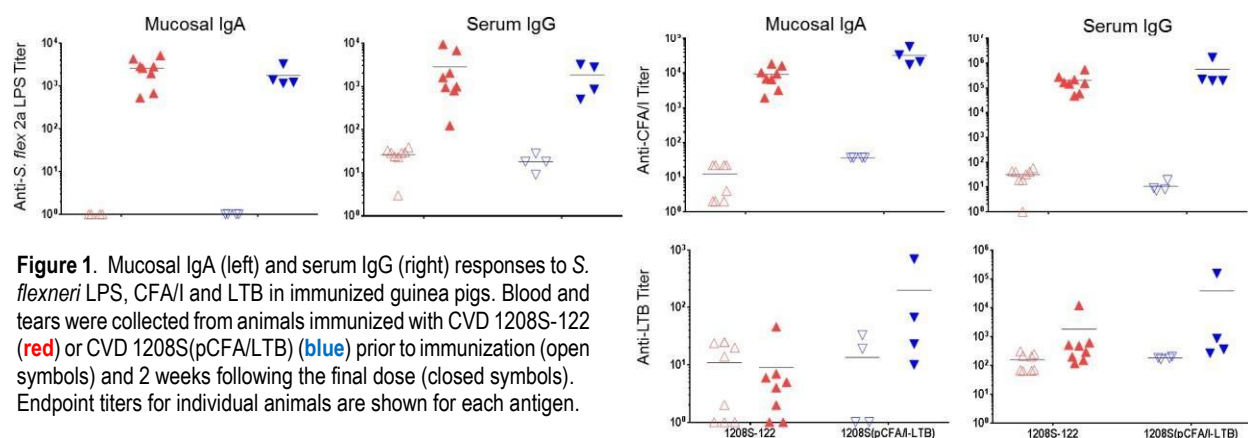 Mucosal IgA
Serum IgG
Anti-S. flex 2a LPS Titer
10⁴
10³
10²
10¹
10⁰
10⁴
10³
10²
10¹
10⁰
Mucosal IgA
Serum IgG
Anti-CFA/I Titer
10⁵
10⁴
10³
10²
10¹
10⁰
10⁷
10⁶
10⁵
10⁴
10³
10²
10¹
10⁰
Figure 1. Mucosal IgA (left) and serum IgG (right) responses to S.
flexneri LPS, CFA/I and LTB in immunized guinea pigs. Blood and
tears were collected from animals immunized with CVD 1208S-122
(red) or CVD 1208S(pCFA/LTB) (blue) prior to immunization (open
symbols) and 2 weeks following the final dose (closed symbols).
Endpoint titers for individual animals are shown for each antigen.
Anti-LTB Titer
10³
10²
10¹
10⁰
1208S-122
1208S(pCFA/I-LTB)
10⁶
10⁵
10⁴
10³
10²
10¹
10⁰
1208S-122
1208S(pCFA/I-LTB)